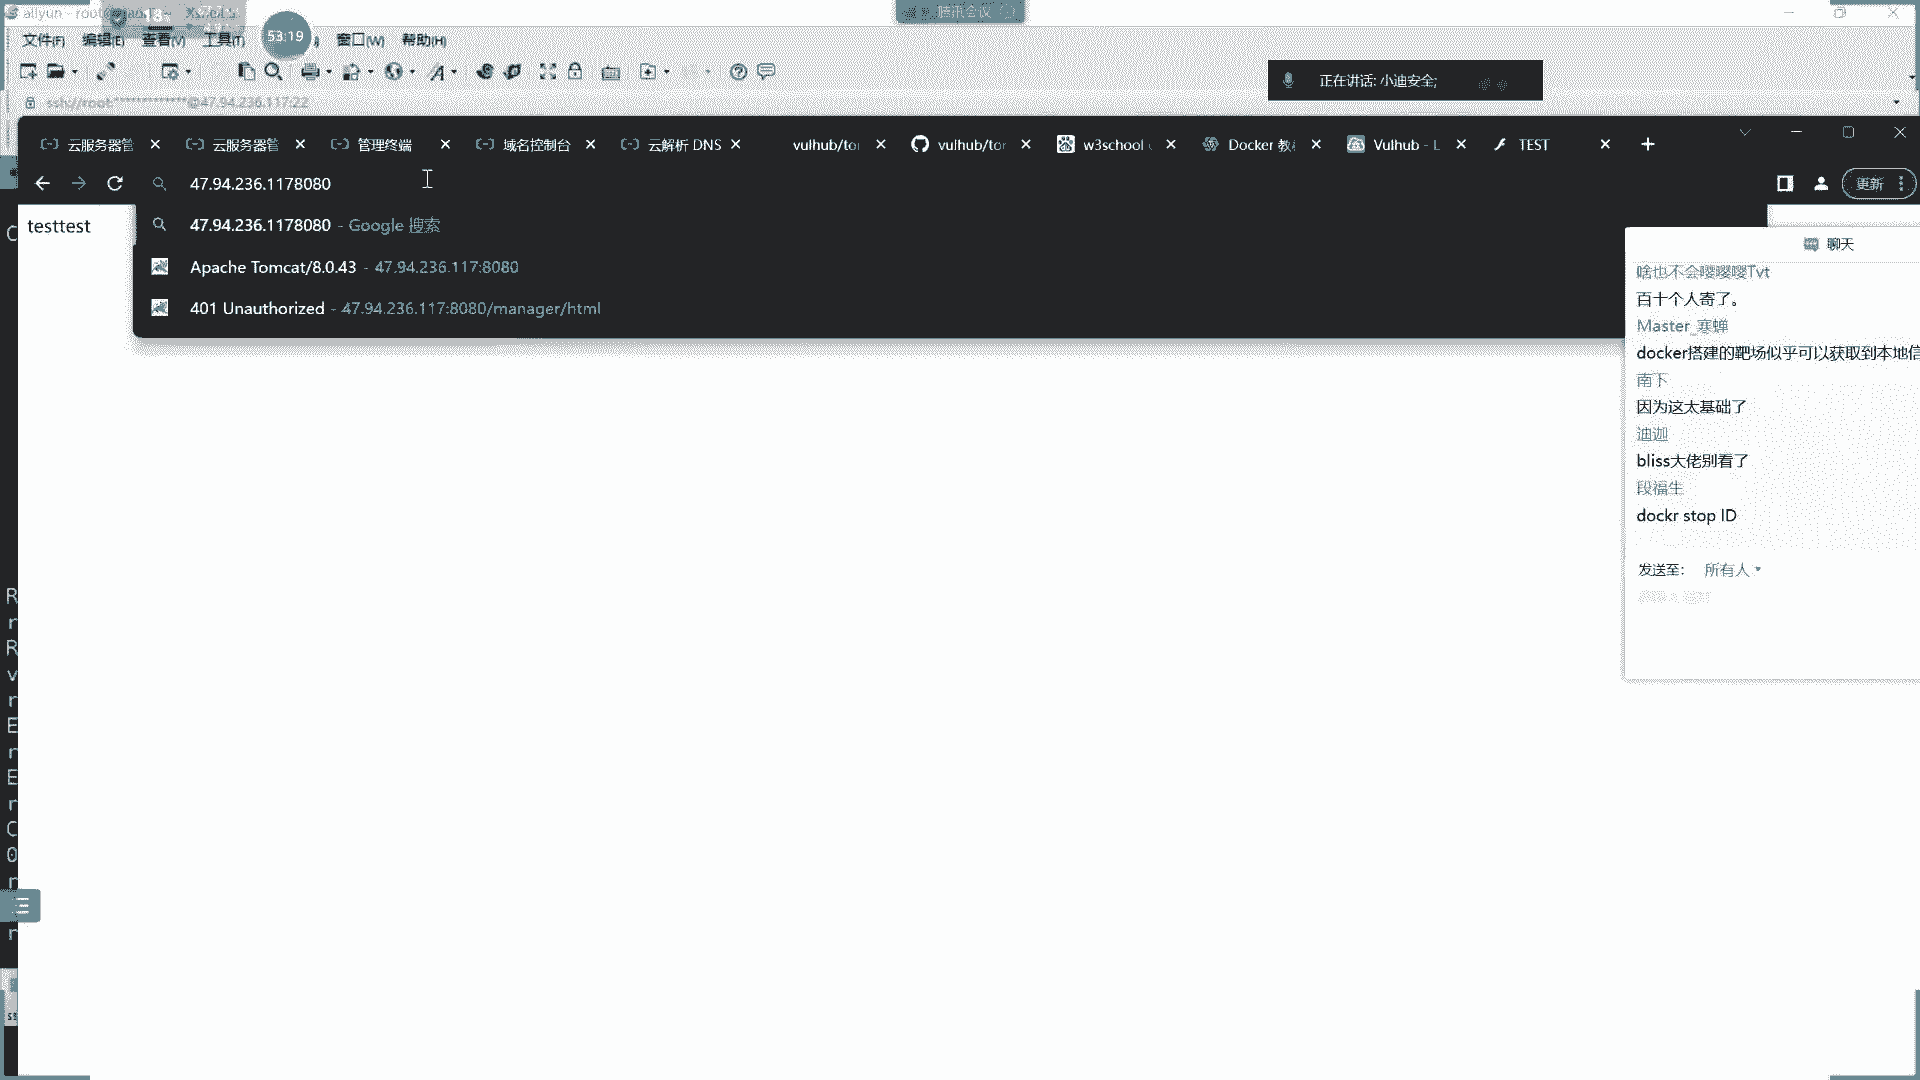 aliyun - root@
腾讯会议
文件(F) 编辑(E) 查看(V) 工具(T) 53:19 窗口(W) 帮助(H)
正在讲话: 小迪安全;
ssh://root:**************@47.94.236.117:22
云服务器管 云服务器管 管理终端 域名控制台 云解析 DNS vulhub/to vulhub/tor w3school Docker 教 Vulhub - L TEST
47.94.236.1178080 更新
testtest
47.94.236.1178080 - Google 搜索
Apache Tomcat/8.0.43 - 47.94.236.117:8080
401 Unauthorized - 47.94.236.117:8080/manager/html
聊天
啥也不会嘤嘤嘤Tvt
百十个人寄了。
Master_寒蝉
docker搭建的靶场似乎可以获取到本地信
南下
因为这太基础了
迪迦
bliss大佬别看了
段福生
dockr stop ID
发送至: 所有人